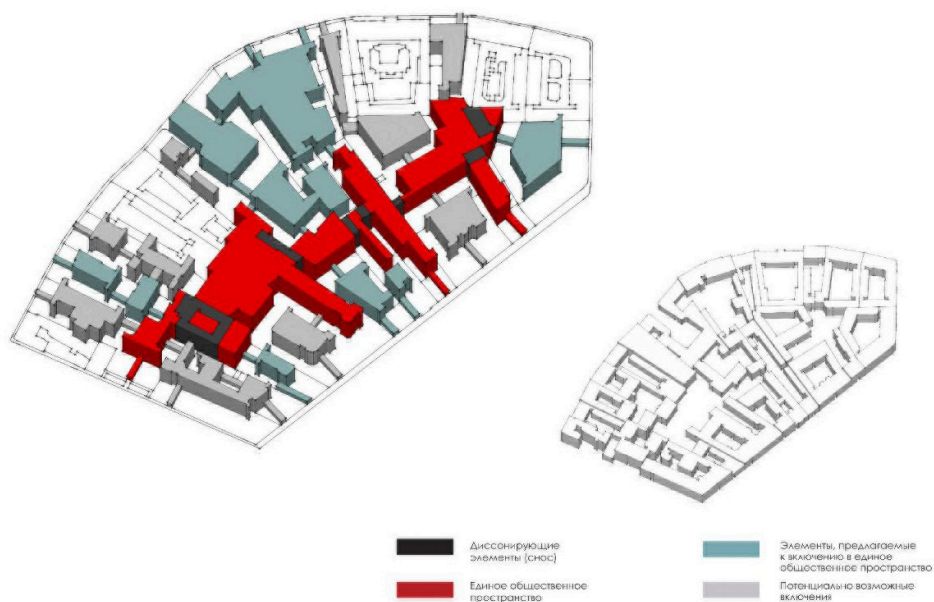 Диссонирующие
элементы (снос)
Единое общественное
пространство
Элементы, предлагаемые
к включению в единое
общественное пространство
Потенциально возможные
включения